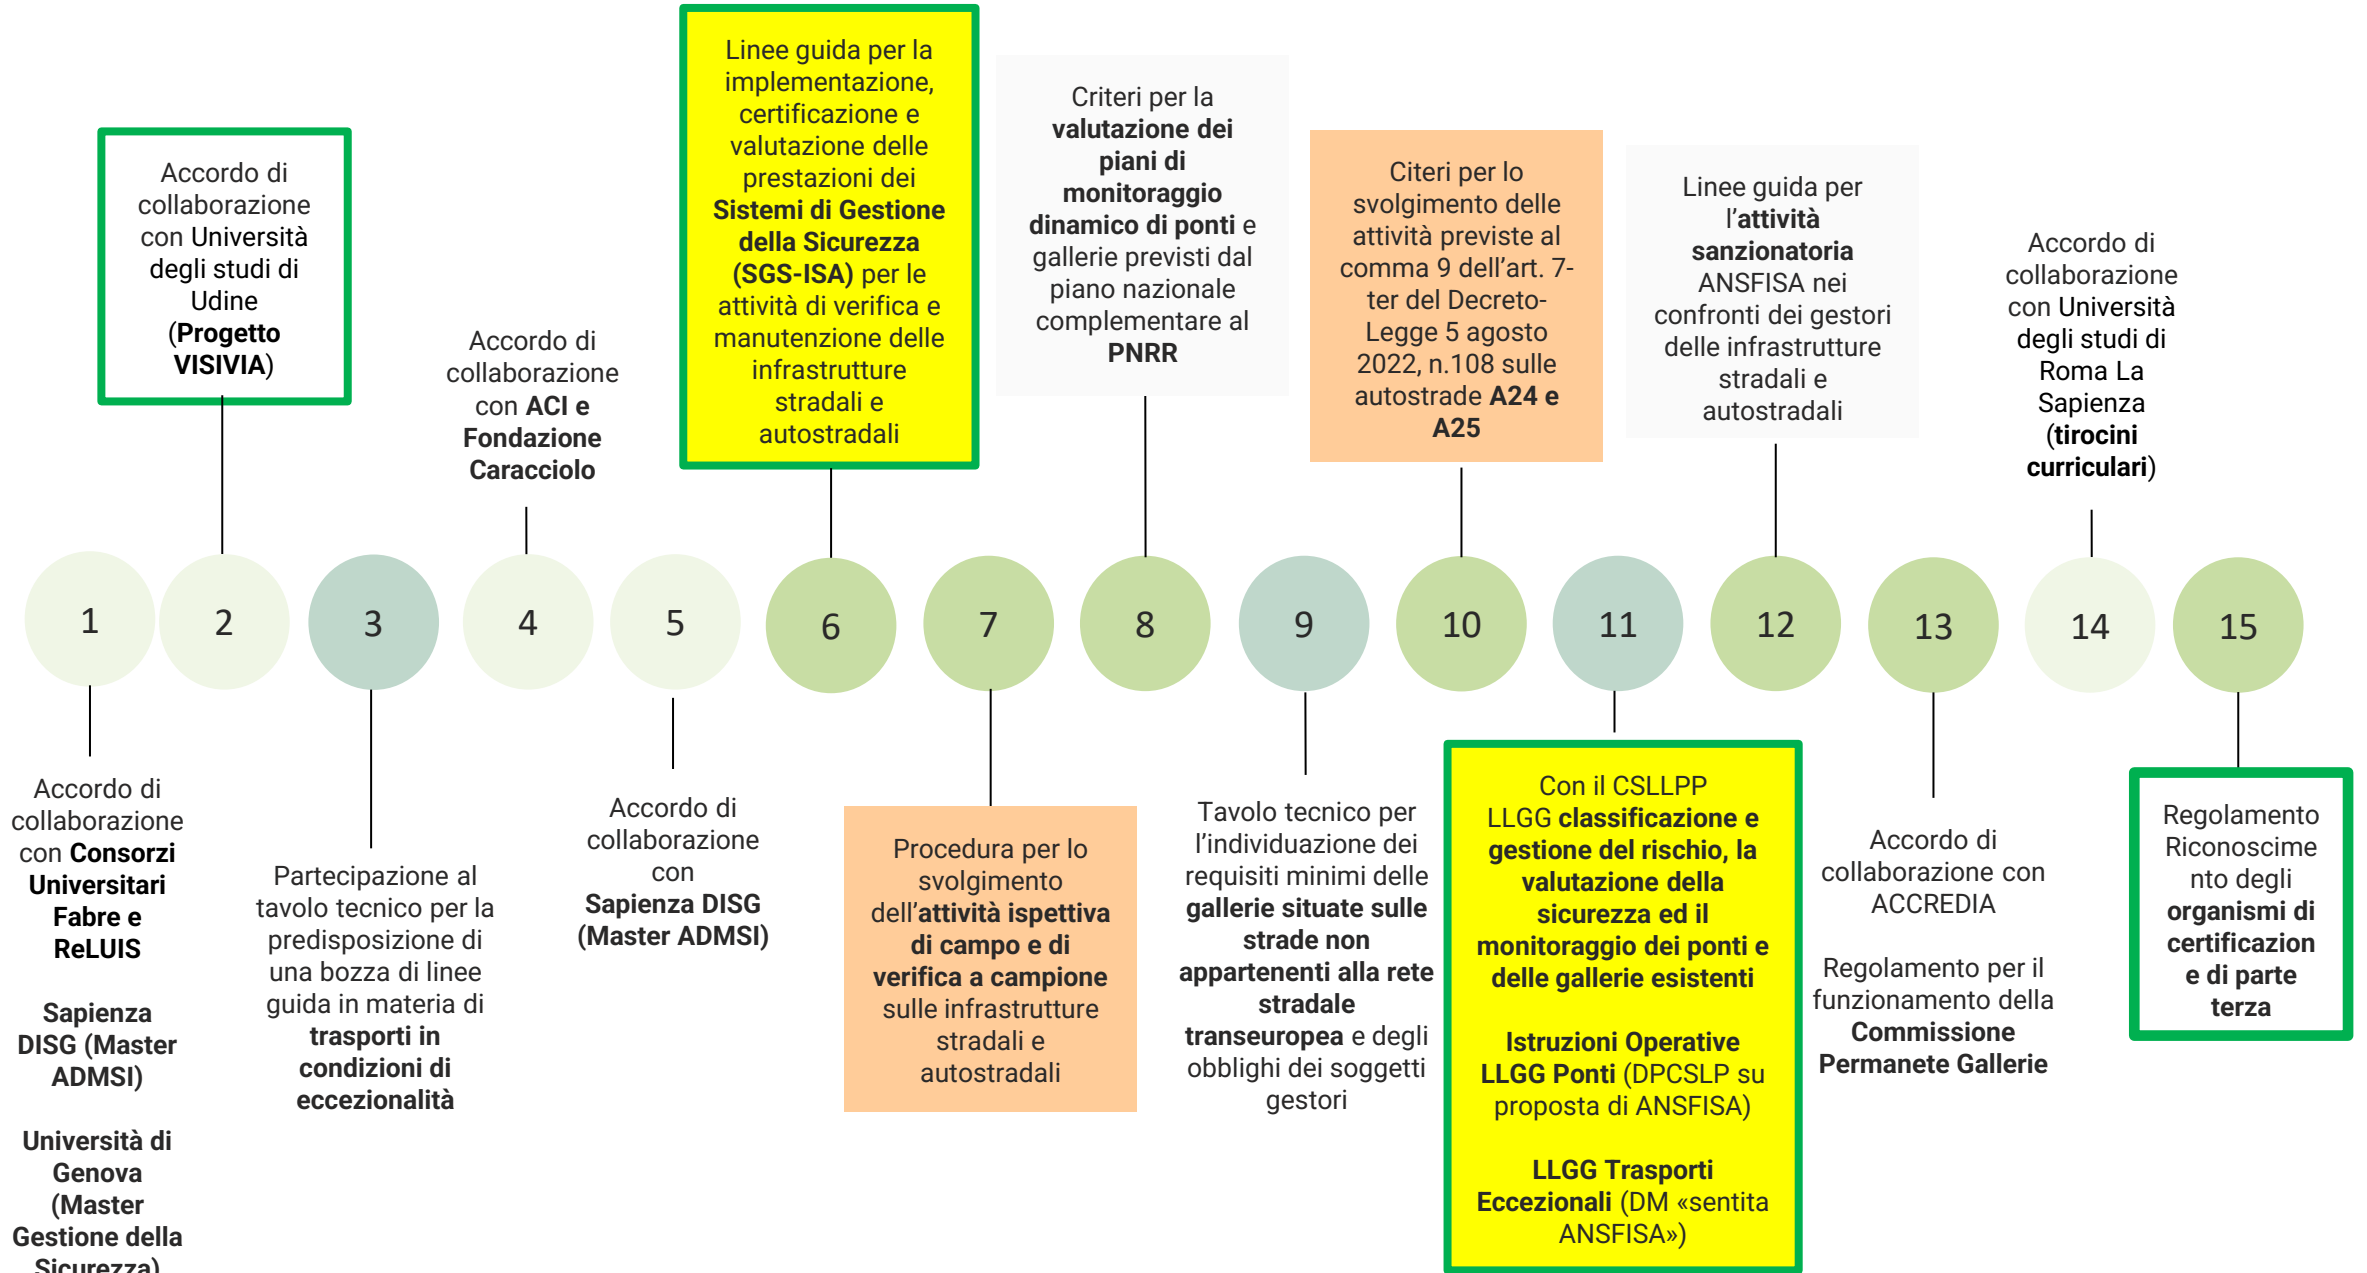 Linee guida per la
implementazione,
certificazione e
valutazione delle
prestazioni dei
Sistemi di Gestione
della Sicurezza
(SGS-ISA) per le
attività di verifica e
manutenzione delle
infrastrutture
stradali e
autostradali
Criteri per la
valutazione dei
piani di
monitoraggio
dinamico di ponti e
gallerie previsti dal
piano nazionale
complementare al
PNRR
Accordo di
collaborazione
con Università
degli studi di
Udine
(Progetto
VISIVIA)
Citeri per lo
svolgimento delle
attività previste al
comma 9 dell'art. 7-
ter del Decreto-
Legge 5 agosto
2022, n.108 sulle
autostrade A24 e
A25
Linee guida per
l'attività
sanzionatoria
ANSFISA nei
confronti dei gestori
delle infrastrutture
stradali e
autostradali
Accordo di
collaborazione
con Università
degli studi di
Roma La
Sapienza
(tirocini
curriculari)
Accordo di
collaborazione
con ACI e
Fondazione
Caracciolo
1 2 3 4 5 6 7 8 9 10 11 12 13 14 15
Accordo di
collaborazione
con Consorzi
Universitari
Fabre e
ReLUIS
Sapienza
DISG (Master
ADMSI)
Università di
Genova
(Master
Gestione della
Sicurezza)
Partecipazione al
tavolo tecnico per la
predisposizione di
una bozza di linee
guida in materia di
trasporti in
condizioni di
eccezionalità
Accordo di
collaborazione
con
Sapienza DISG
(Master ADMSI)
Procedura per lo
svolgimento
dell'attività ispettiva
di campo e di
verifica a campione
sulle infrastrutture
stradali e
autostradali
Tavolo tecnico per
l'individuazione dei
requisiti minimi delle
gallerie situate sulle
strade non
appartenenti alla rete
stradale
transeuropea e degli
obblighi dei soggetti
gestori
Con il CSLLPP
LLGG classificazione e
gestione del rischio, la
valutazione della
sicurezza ed il
monitoraggio dei ponti e
delle gallerie esistenti
Istruzioni Operative
LLGG Ponti (DPCSLP su
proposta di ANSFISA)
LLGG Trasporti
Eccezionali (DM «sentita
ANSFISA»)
Accordo di
collaborazione con
ACCREDIA
Regolamento per il
funzionamento della
Commissione
Permanete Gallerie
Regolamento
Riconoscime
nto degli
organismi di
certificazion
e di parte
terza